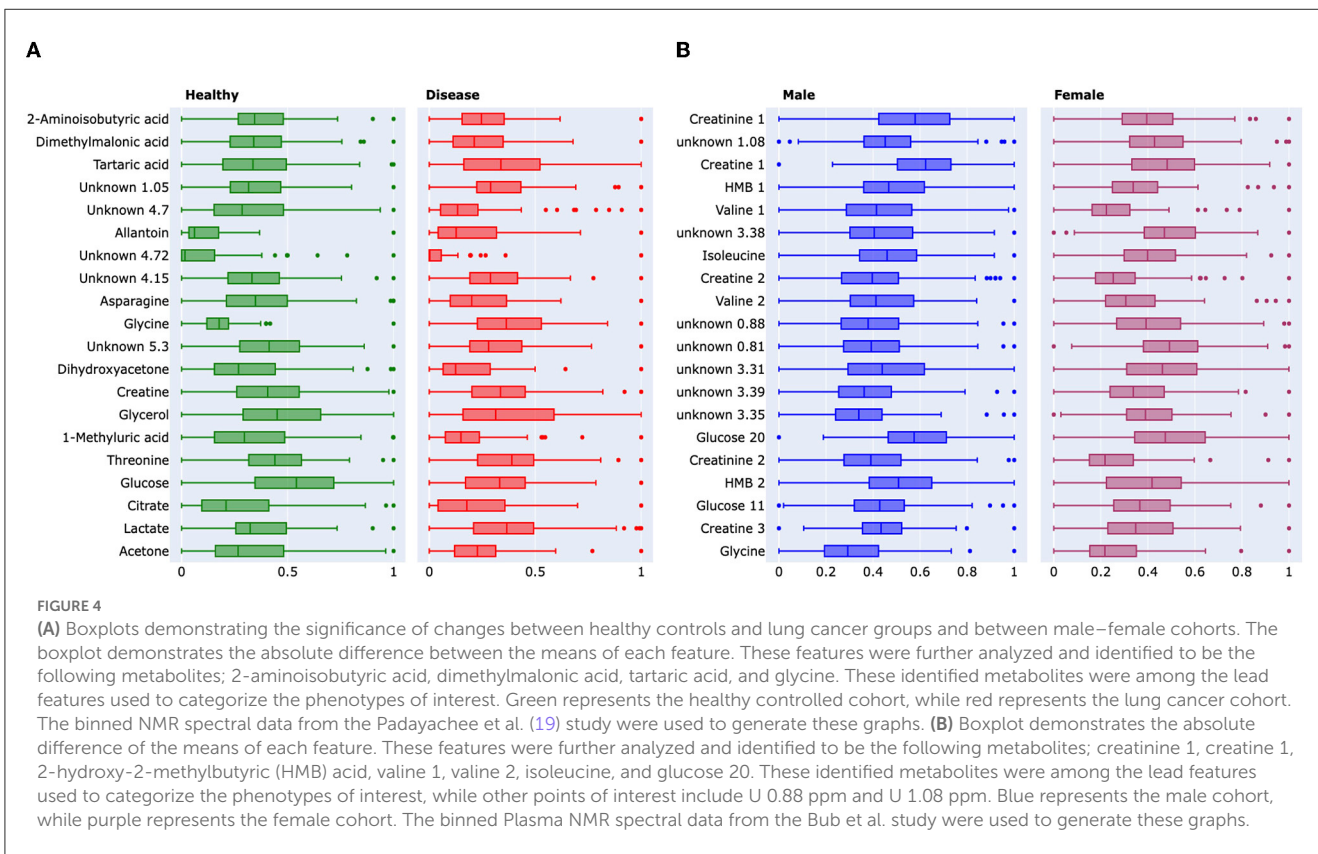 A
B
Healthy
Disease
Male
Female
2-Aminoisobutyric acid
Dimethylmalonic acid
Tartaric acid
Unknown 1.05
Unknown 4.7
Allantoin
Unknown 4.72
Unknown 4.15
Asparagine
Glycine
Unknown 5.3
Dihydroxyacetone
Creatine
Glycerol
1-Methyluric acid
Threonine
Glucose
Citrate
Lactate
Acetone
0 0.5 1
0 0.5 1
Creatinine 1
unknown 1.08
Creatine 1
HMB 1
Valine 1
unknown 3.38
Isoleucine
Creatine 2
Valine 2
unknown 0.88
unknown 0.81
unknown 3.31
unknown 3.39
unknown 3.35
Glucose 20
Creatinine 2
HMB 2
Glucose 11
Creatine 3
Glycine
0 0.2 0.4 0.6 0.8 1
0 0.2 0.4 0.6 0.8 1
FIGURE 4
(A) Boxplots demonstrating the significance of changes between healthy controls and lung cancer groups and between male–female cohorts. The
boxplot demonstrates the absolute difference between the means of each feature. These features were further analyzed and identified to be the
following metabolites; 2-aminoisobutyric acid, dimethylmalonic acid, tartaric acid, and glycine. These identified metabolites were among the lead
features used to categorize the phenotypes of interest. Green represents the healthy controlled cohort, while red represents the lung cancer cohort.
The binned NMR spectral data from the Padayachee et al. (19) study were used to generate these graphs. (B) Boxplot demonstrates the absolute
difference of the means of each feature. These features were further analyzed and identified to be the following metabolites; creatinine 1, creatine 1,
2-hydroxy-2-methylbutyric (HMB) acid, valine 1, valine 2, isoleucine, and glucose 20. These identified metabolites were among the lead features
used to categorize the phenotypes of interest, while other points of interest include U 0.88 ppm and U 1.08 ppm. Blue represents the male cohort,
while purple represents the female cohort. The binned Plasma NMR spectral data from the Bub et al. study were used to generate these graphs.